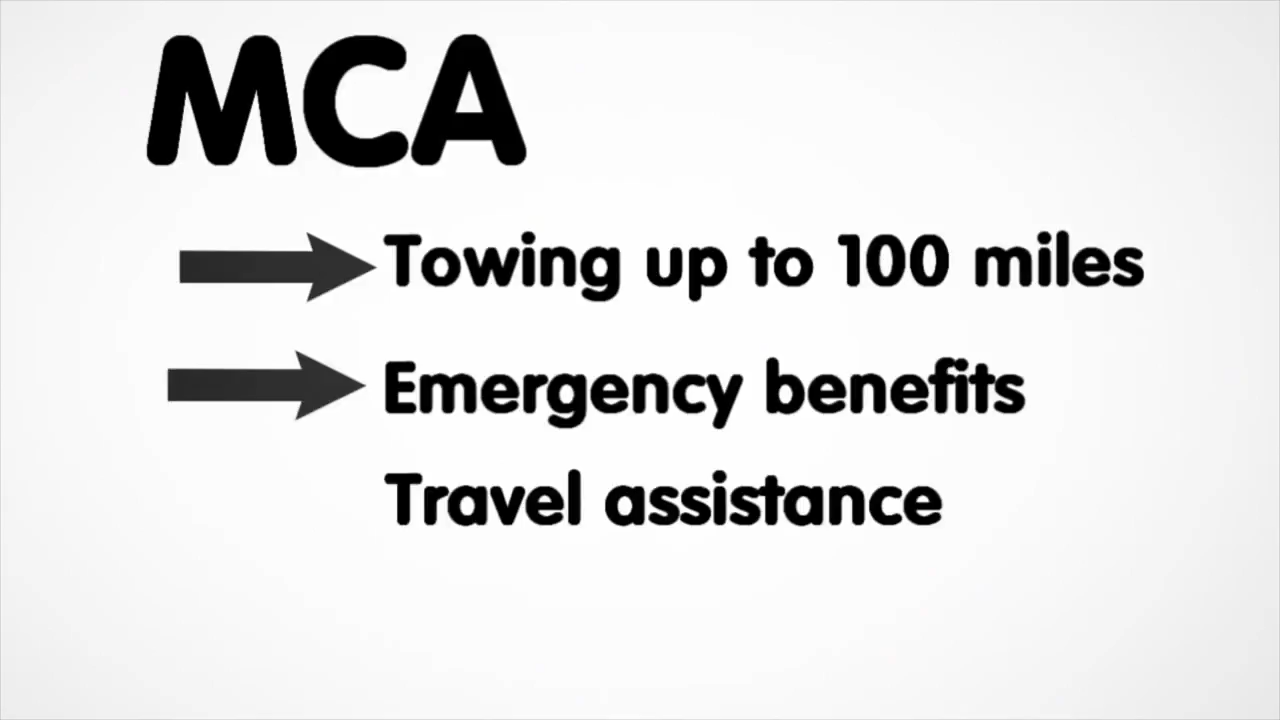 MCA
Towing up to 100 miles
Emergency benefits
Travel assistance